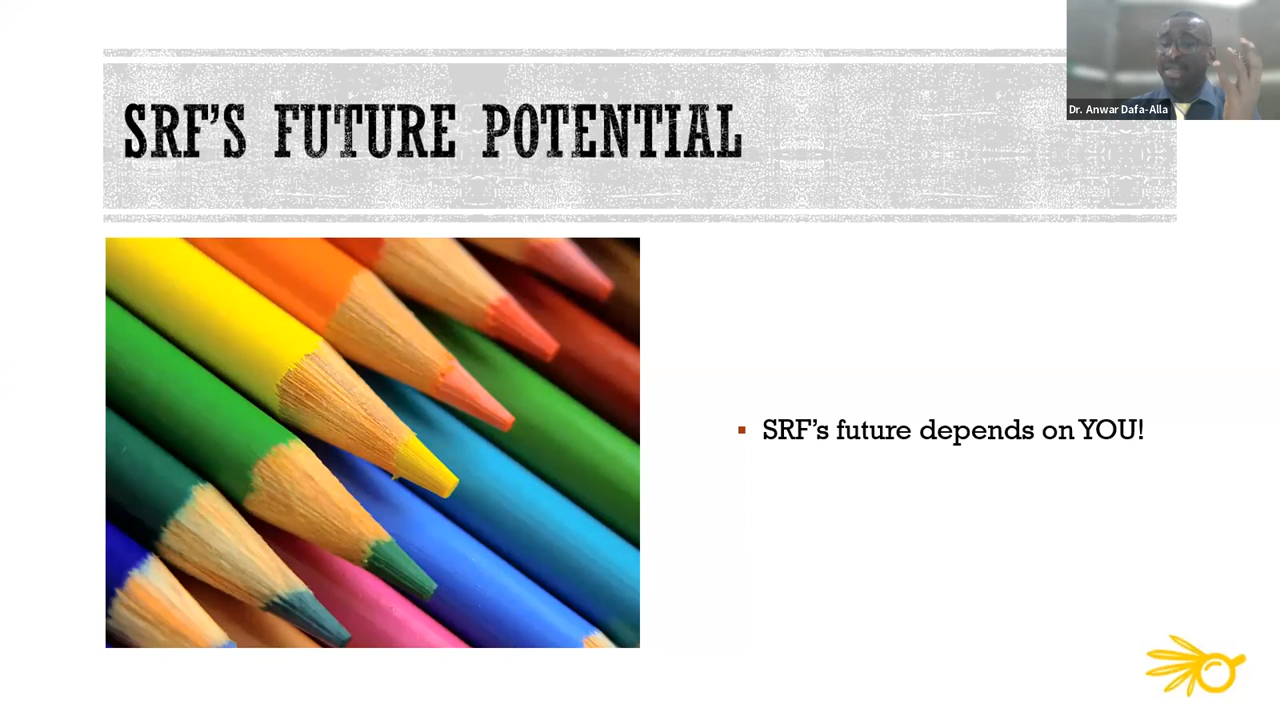 Dr. Anwar Dafa-Alla
SRF'S FUTURE POTENTIAL
▪ SRF's future depends on YOU!